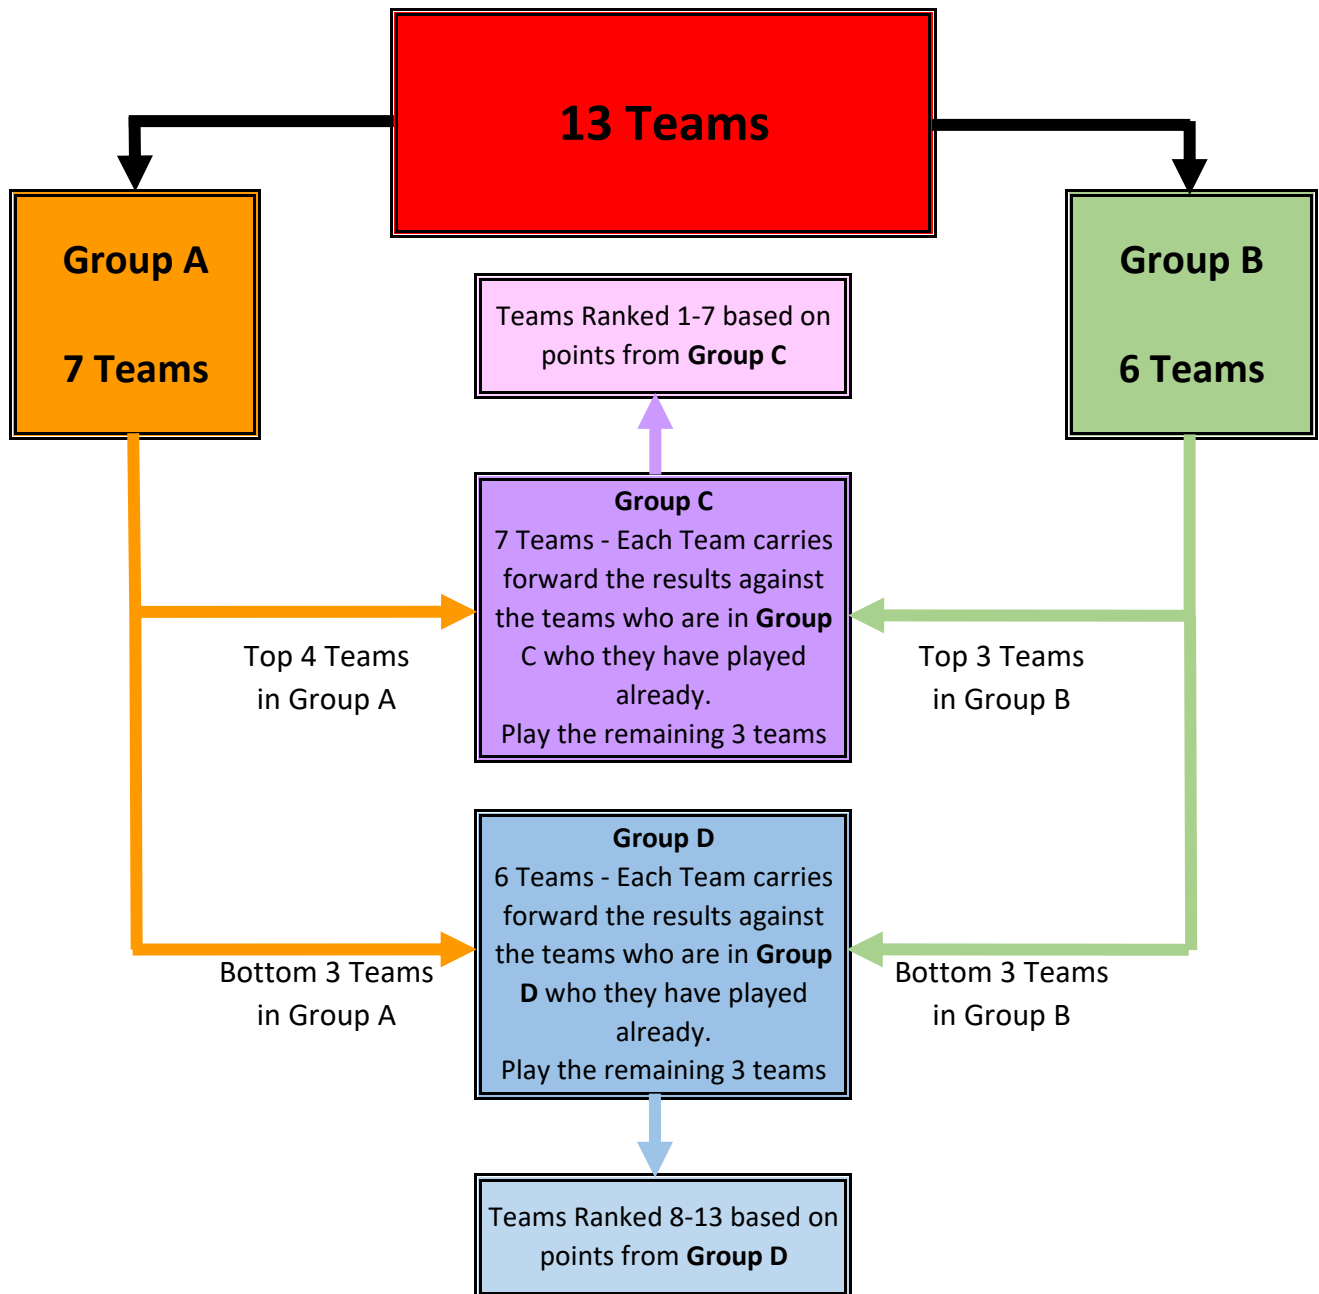 13 Teams
Group A
7 Teams
Group B
6 Teams
Teams Ranked 1-7 based on
points from Group C
Group C
7 Teams - Each Team carries
forward the results against
the teams who are in Group
C who they have played
already.
Play the remaining 3 teams
Top 4 Teams
in Group A
Top 3 Teams
in Group B
Group D
6 Teams - Each Team carries
forward the results against
the teams who are in Group
D who they have played
already.
Play the remaining 3 teams
Bottom 3 Teams
in Group A
Bottom 3 Teams
in Group B
Teams Ranked 8-13 based on
points from Group D